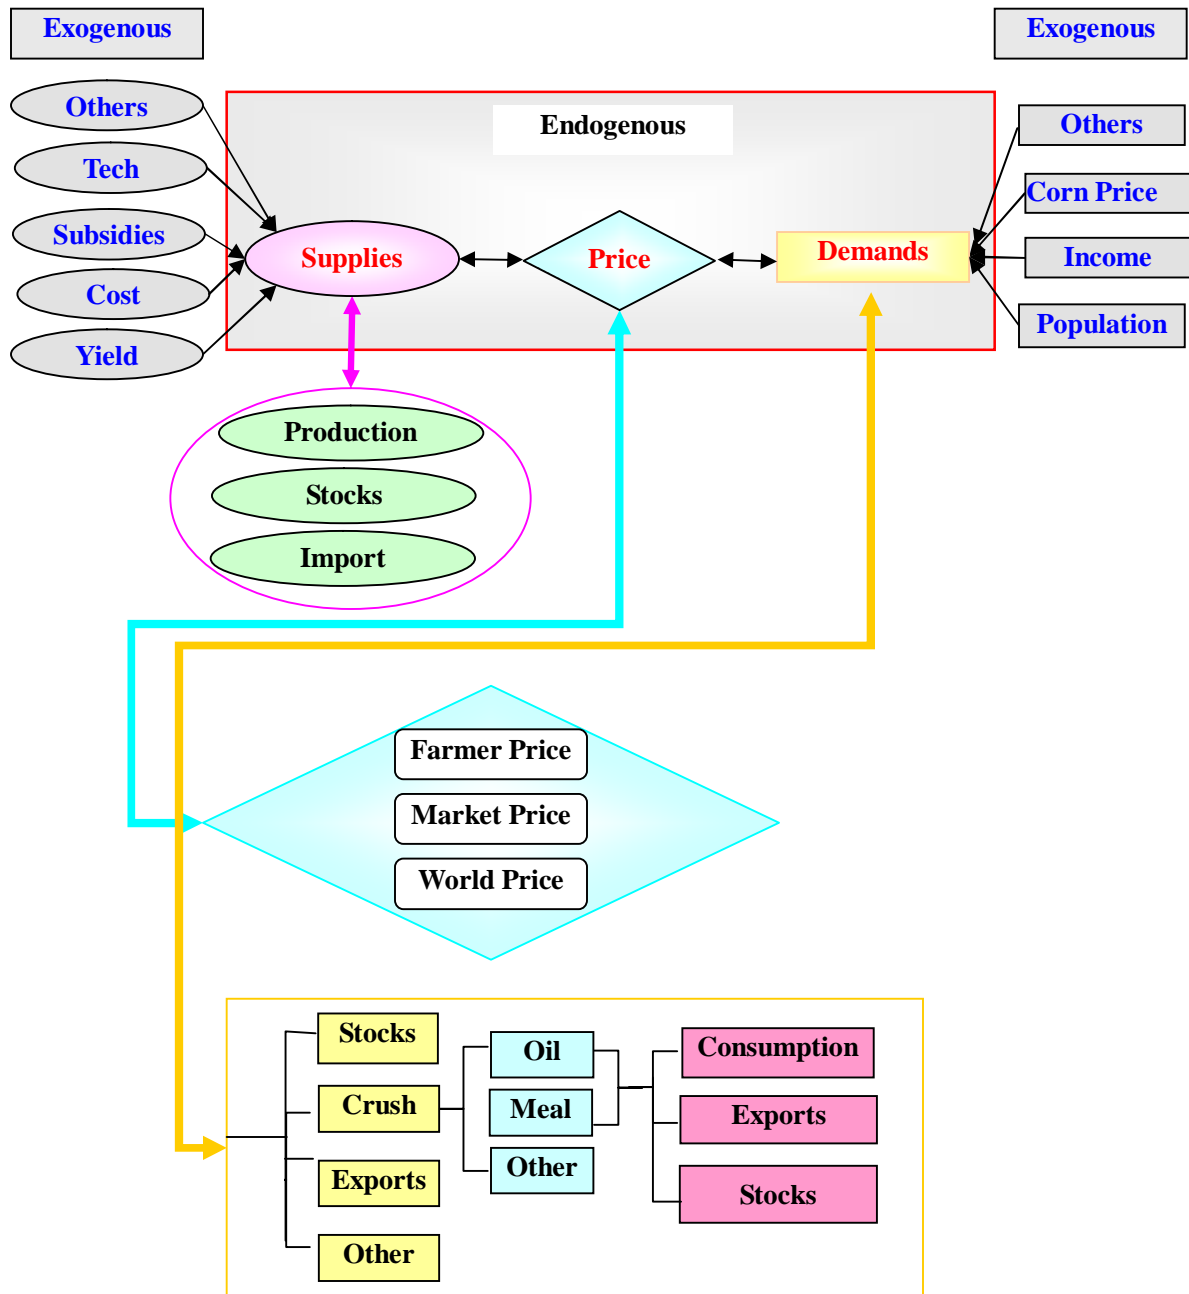 Exogenous
Exogenous
Endogenous
Others
Tech
Subsidies
Cost
Yield
Supplies
Price
Demands
Others
Corn Price
Income
Population
Production
Stocks
Import
Farmer Price
Market Price
World Price
Stocks
Crush
Exports
Other
Oil
Meal
Other
Consumption
Exports
Stocks